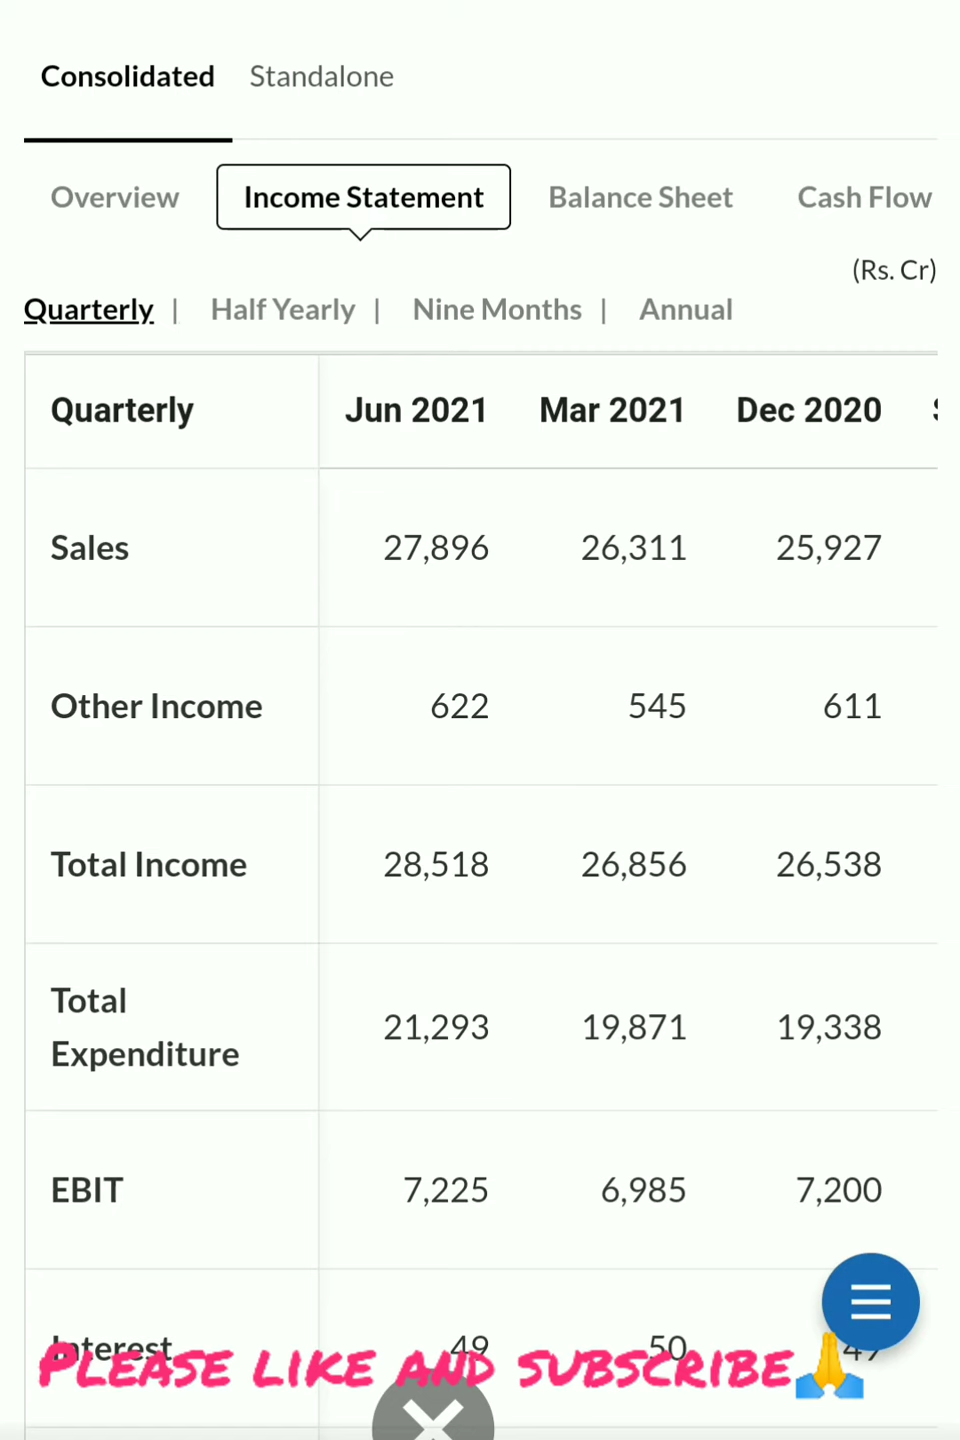 Consolidated Standalone
Overview Income Statement Balance Sheet Cash Flow
(Rs. Cr)
Quarterly | Half Yearly | Nine Months | Annual
Quarterly Jun 2021 Mar 2021 Dec 2020
Sales 27,896 26,311 25,927
Other Income 622 545 611
Total Income 28,518 26,856 26,538
Total
Expenditure 21,293 19,871 19,338
EBIT 7,225 6,985 7,200
Interest 49 50
PLEASE LIKE AND SUBSCRIBE🙏